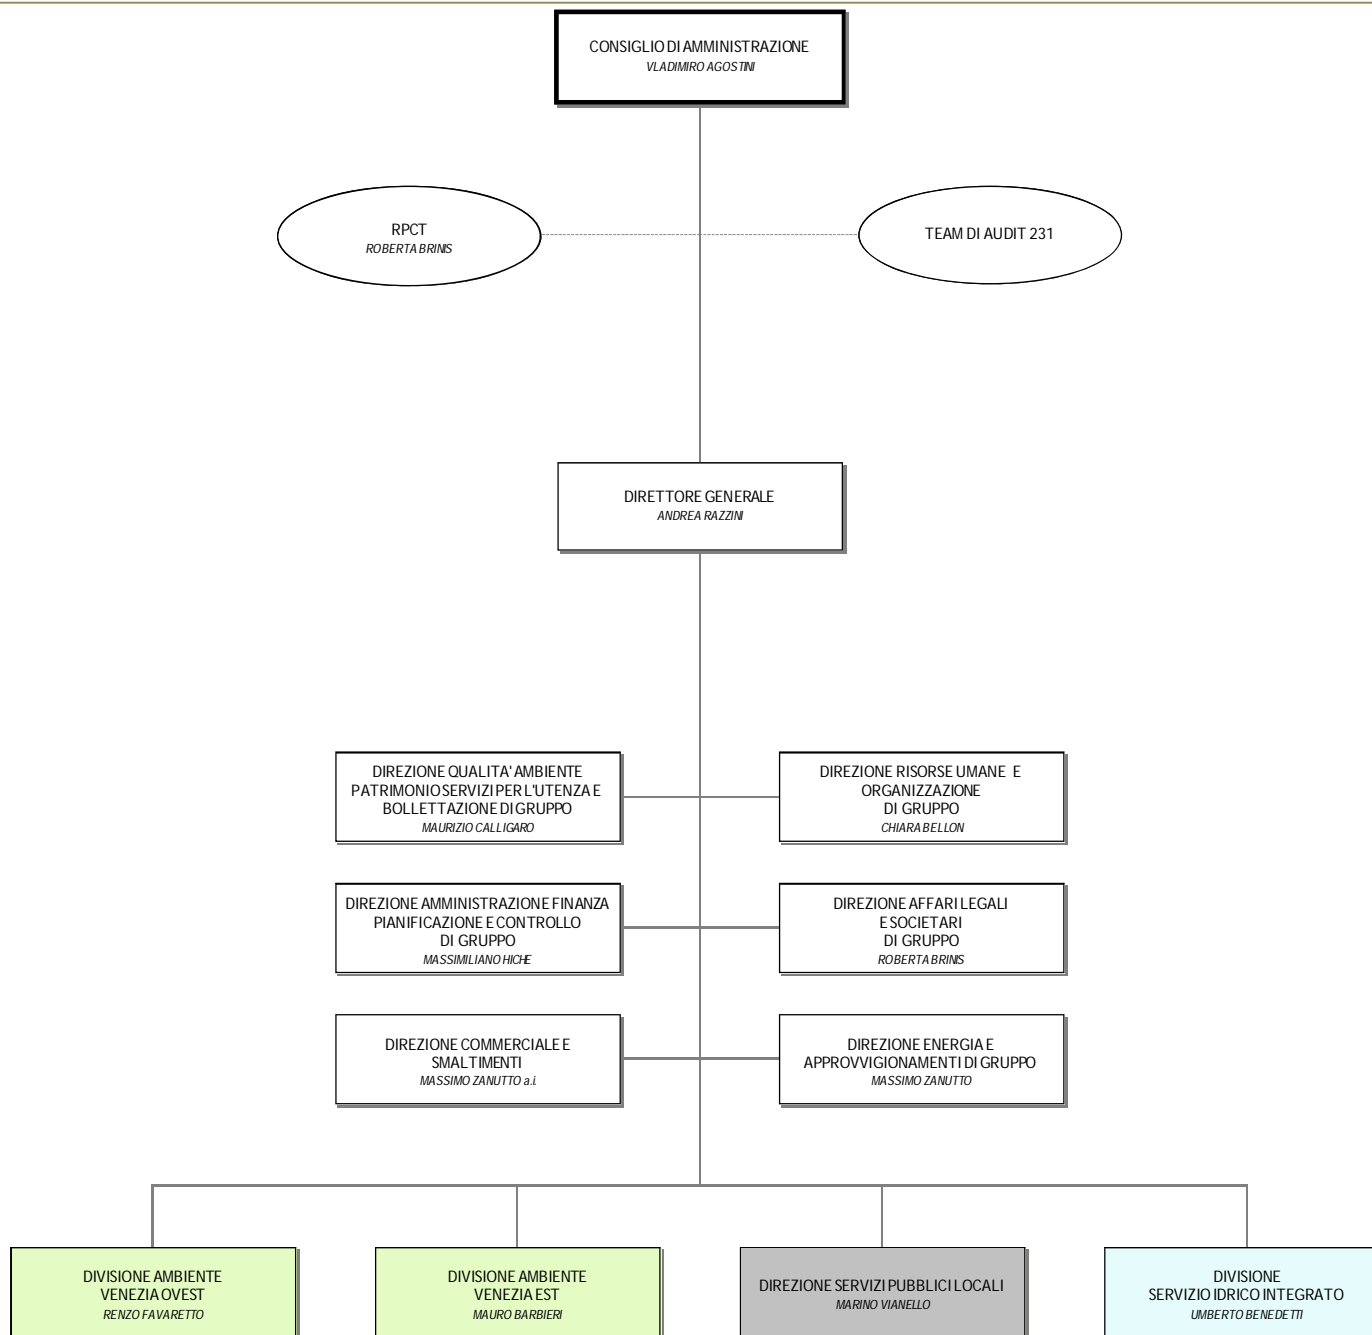 CONSIGLIO DI AMMINISTRAZIONE
VLADIMIRO AGOSTINI
RPCT
ROBERTA BRINIS
TEAM DI AUDIT 231
DIRETTORE GENERALE
ANDREA RAZZINI
DIREZIONE QUALITA' AMBIENTE
PATRIMONIO SERVIZI PER L'UTENZA E
BOLLETTAZIONE DI GRUPPO
MAURIZIO CALLIGARO
DIREZIONE RISORSE UMANE E
ORGANIZZAZIONE
DI GRUPPO
CHIARA BELLON
DIREZIONE AMMINISTRAZIONE FINANZA
PIANIFICAZIONE E CONTROLLO
DI GRUPPO
MASSIMILIANO HICHE
DIREZIONE AFFARI LEGALI
E SOCIETARI
DI GRUPPO
ROBERTA BRINIS
DIREZIONE COMMERCIALE E
SMALTIMENTI
MASSIMO ZANUTTO a.i.
DIREZIONE ENERGIA E
APPROVVIGIONAMENTI DI GRUPPO
MASSIMO ZANUTTO
DIVISIONE AMBIENTE
VENEZIA OVEST
RENZO FAVARETTO
DIVISIONE AMBIENTE
VENEZIA EST
MAURO BARBIERI
DIREZIONE SERVIZI PUBBLICI LOCALI
MARINO VIANELLO
DIVISIONE
SERVIZIO IDRICO INTEGRATO
UMBERTO BENEDETTI